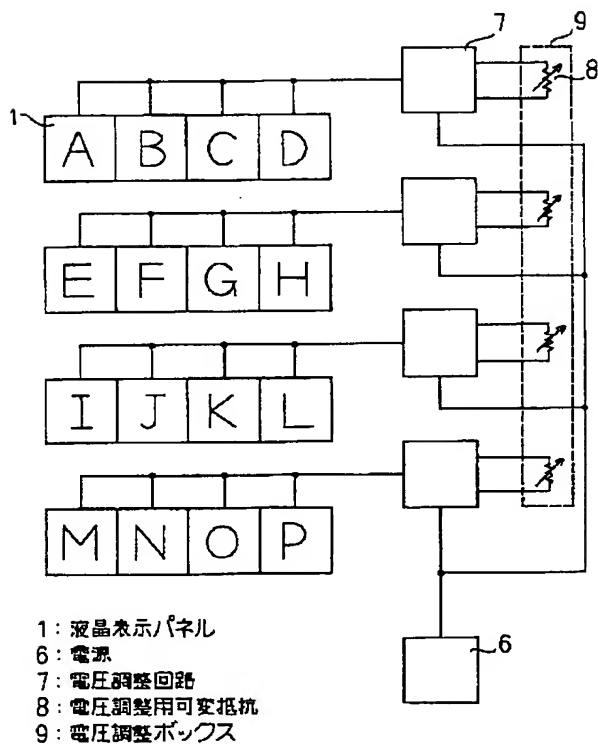 7
9
8
1
A B C D
E F G H
I J K L
M N O P
6
1:液晶表示パネル
6:電源
7:電圧調整回路
8:電圧調整用可変抵抗
9:電圧調整ボックス